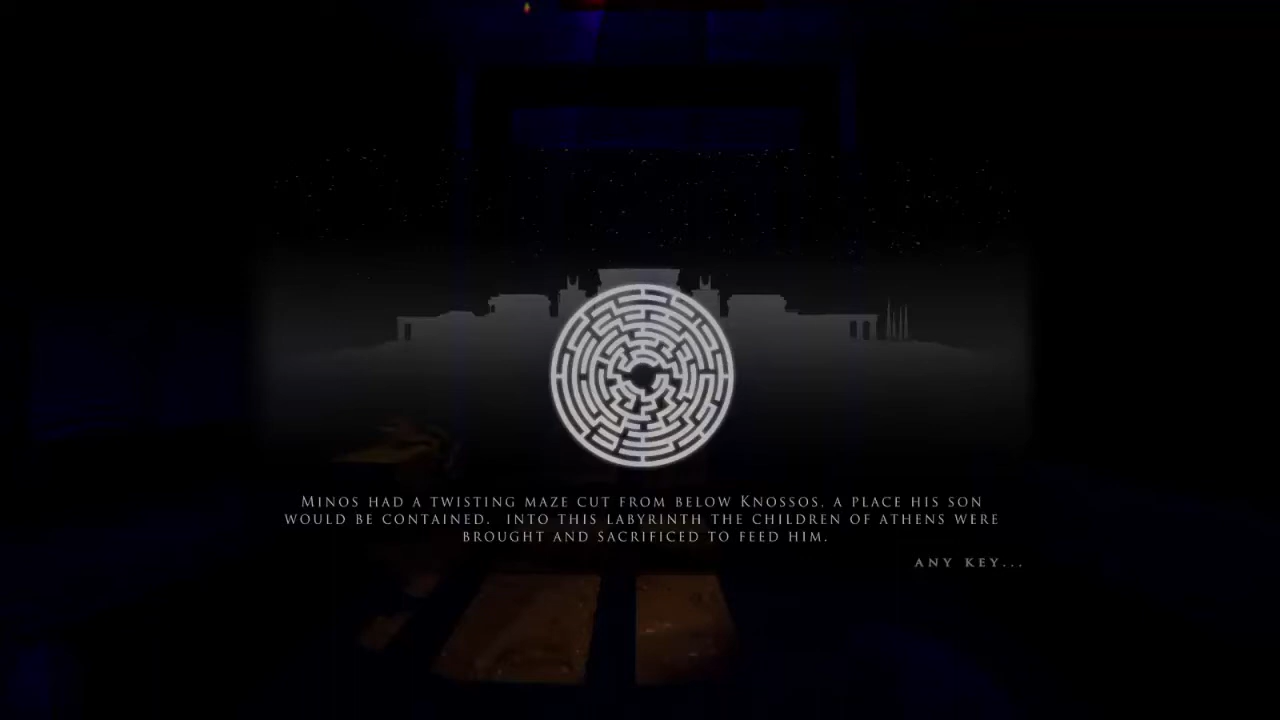 Minos had a twisting maze cut from below Knossos, a place his son
would be contained.  Into this labyrinth the children of Athens were
brought and sacrificed to feed him.
any key...